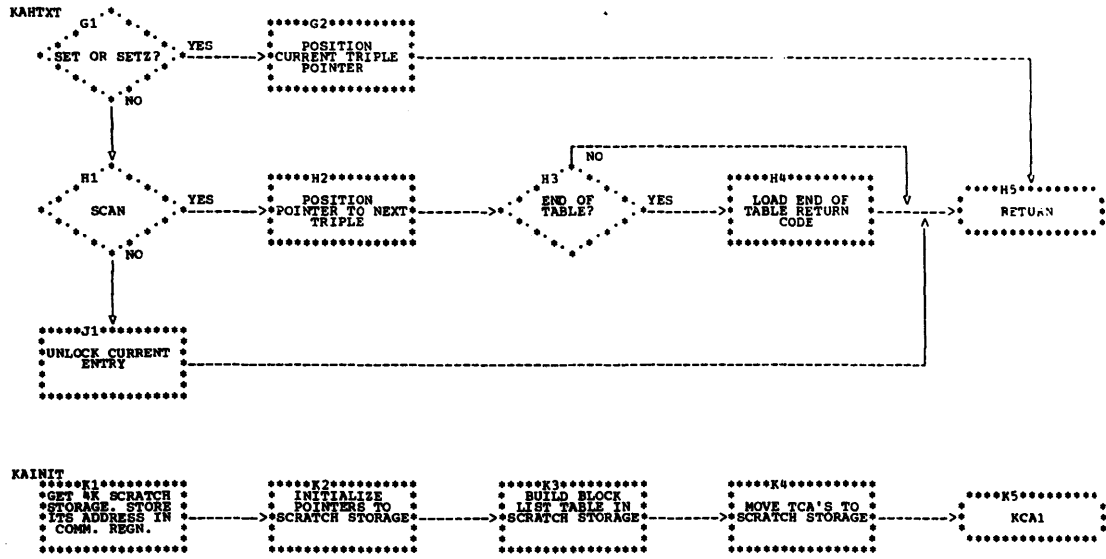 KAHTXT
G1
SET OR SETZ?
YES
NO
G2
POSITION
CURRENT TRIPLE
POINTER
H1
SCAN
YES
NO
H2
POSITION
POINTER TO NEXT
TRIPLE
H3
END OF
TABLE?
NO
YES
H4
LOAD END OF
TABLE RETURN
CODE
H5
RETURN
J1
UNLOCK CURRENT
ENTRY
KAINIT
K1
GET 4K SCRATCH
STORAGE. STORE
ITS ADDRESS IN
COMM. REGN.
K2
INITIALIZE
POINTERS TO
SCRATCH STORAGE
K3
BUILD BLOCK
LIST TABLE IN
SCRATCH STORAGE
K4
MOVE TCA'S TO
SCRATCH STORAGE
K5
KCA1